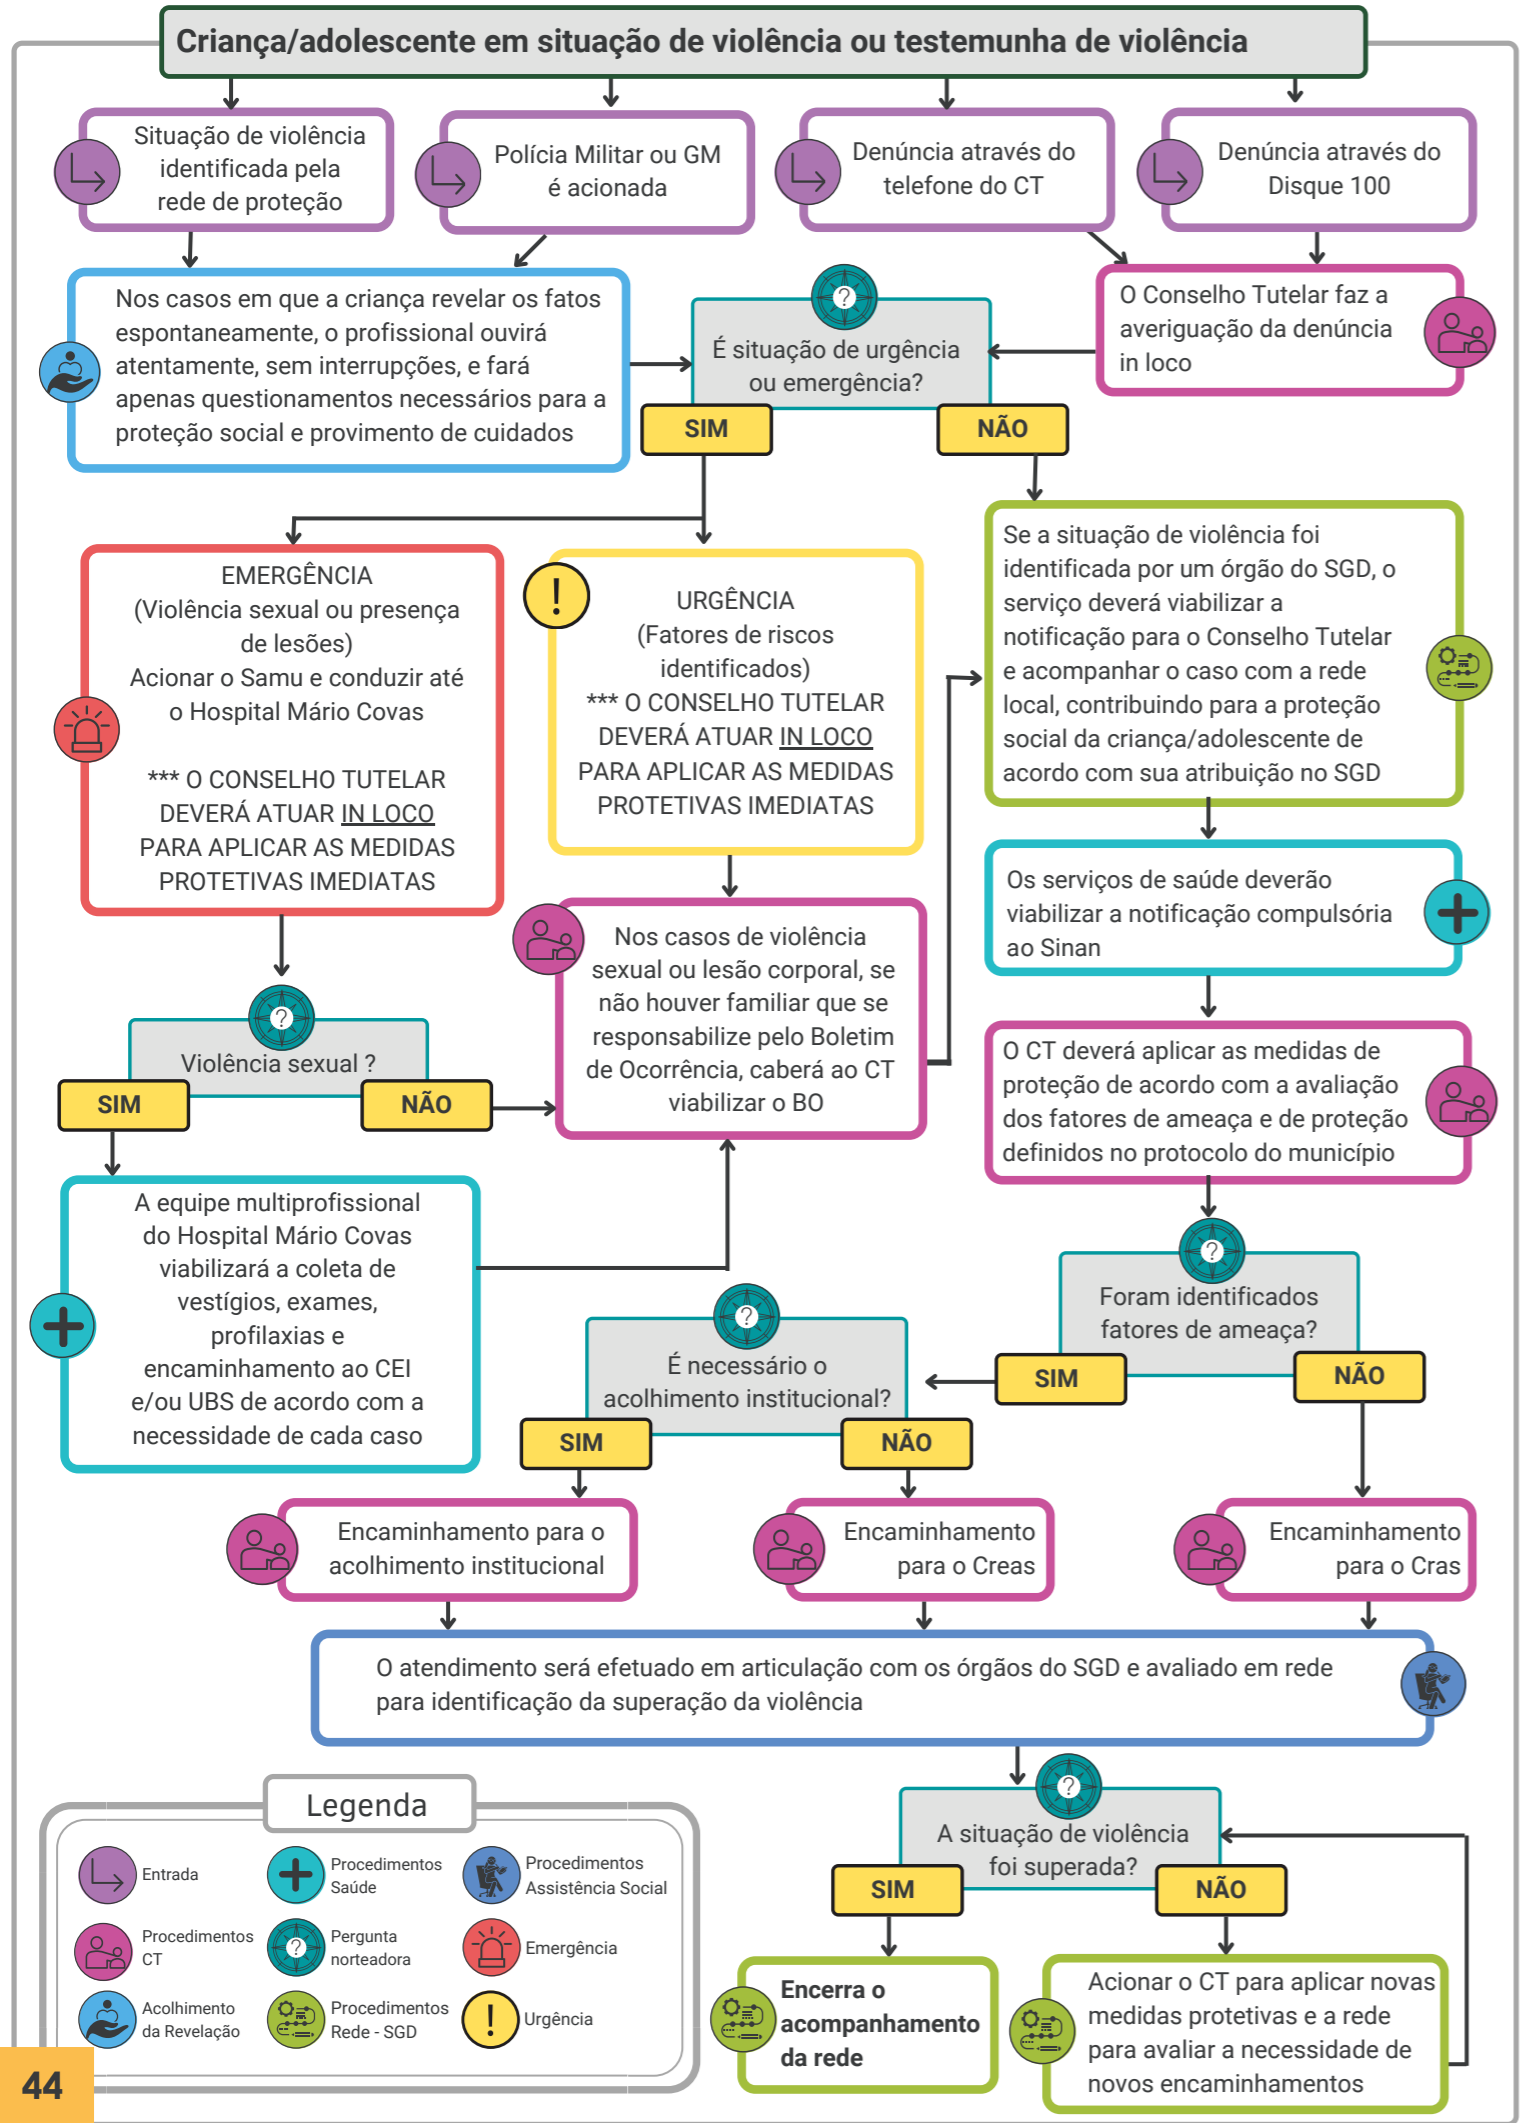 Criança/adolescente em situação de violência ou testemunha de violência
Situação de violência
identificada pela
rede de proteção
Polícia Militar ou GM
é acionada
Denúncia através do
telefone do CT
Denúncia através do
Disque 100
Nos casos em que a criança revelar os fatos
espontaneamente, o profissional ouvirá
atentamente, sem interrupções, e fará
apenas questionamentos necessários para a
proteção social e provimento de cuidados
?
É situação de urgência
ou emergência?
SIM
NÃO
O Conselho Tutelar faz a
averiguação da denúncia
in loco
EMERGÊNCIA
(Violência sexual ou presença
de lesões)
Acionar o Samu e conduzir até
o Hospital Mário Covas
*** O CONSELHO TUTELAR
DEVERÁ ATUAR IN LOCO
PARA APLICAR AS MEDIDAS
PROTETIVAS IMEDIATAS
!
URGÊNCIA
(Fatores de riscos
identificados)
*** O CONSELHO TUTELAR
DEVERÁ ATUAR IN LOCO
PARA APLICAR AS MEDIDAS
PROTETIVAS IMEDIATAS
Se a situação de violência foi
identificada por um órgão do SGD, o
serviço deverá viabilizar a
notificação para o Conselho Tutelar
e acompanhar o caso com a rede
local, contribuindo para a proteção
social da criança/adolescente de
acordo com sua atribuição no SGD
Os serviços de saúde deverão
viabilizar a notificação compulsória
ao Sinan
Nos casos de violência
sexual ou lesão corporal, se
não houver familiar que se
responsabilize pelo Boletim
de Ocorrência, caberá ao CT
viabilizar o BO
?
Violência sexual ?
SIM
NÃO
O CT deverá aplicar as medidas de
proteção de acordo com a avaliação
dos fatores de ameaça e de proteção
definidos no protocolo do município
A equipe multiprofissional
do Hospital Mário Covas
viabilizará a coleta de
vestígios, exames,
profilaxias e
encaminhamento ao CEI
e/ou UBS de acordo com a
necessidade de cada caso
?
Foram identificados
fatores de ameaça?
SIM
NÃO
?
É necessário o
acolhimento institucional?
SIM
NÃO
Encaminhamento para o
acolhimento institucional
Encaminhamento
para o Creas
Encaminhamento
para o Cras
O atendimento será efetuado em articulação com os órgãos do SGD e avaliado em rede
para identificação da superação da violência
?
A situação de violência
foi superada?
SIM
NÃO
Encerra o
acompanhamento
da rede
Acionar o CT para aplicar novas
medidas protetivas e a rede
para avaliar a necessidade de
novos encaminhamentos
Legenda
Entrada
Procedimentos
Saúde
Procedimentos
Assistência Social
Procedimentos
CT
?
Pergunta
norteadora
Emergência
Acolhimento
da Revelação
Procedimentos
Rede - SGD
!
Urgência
44